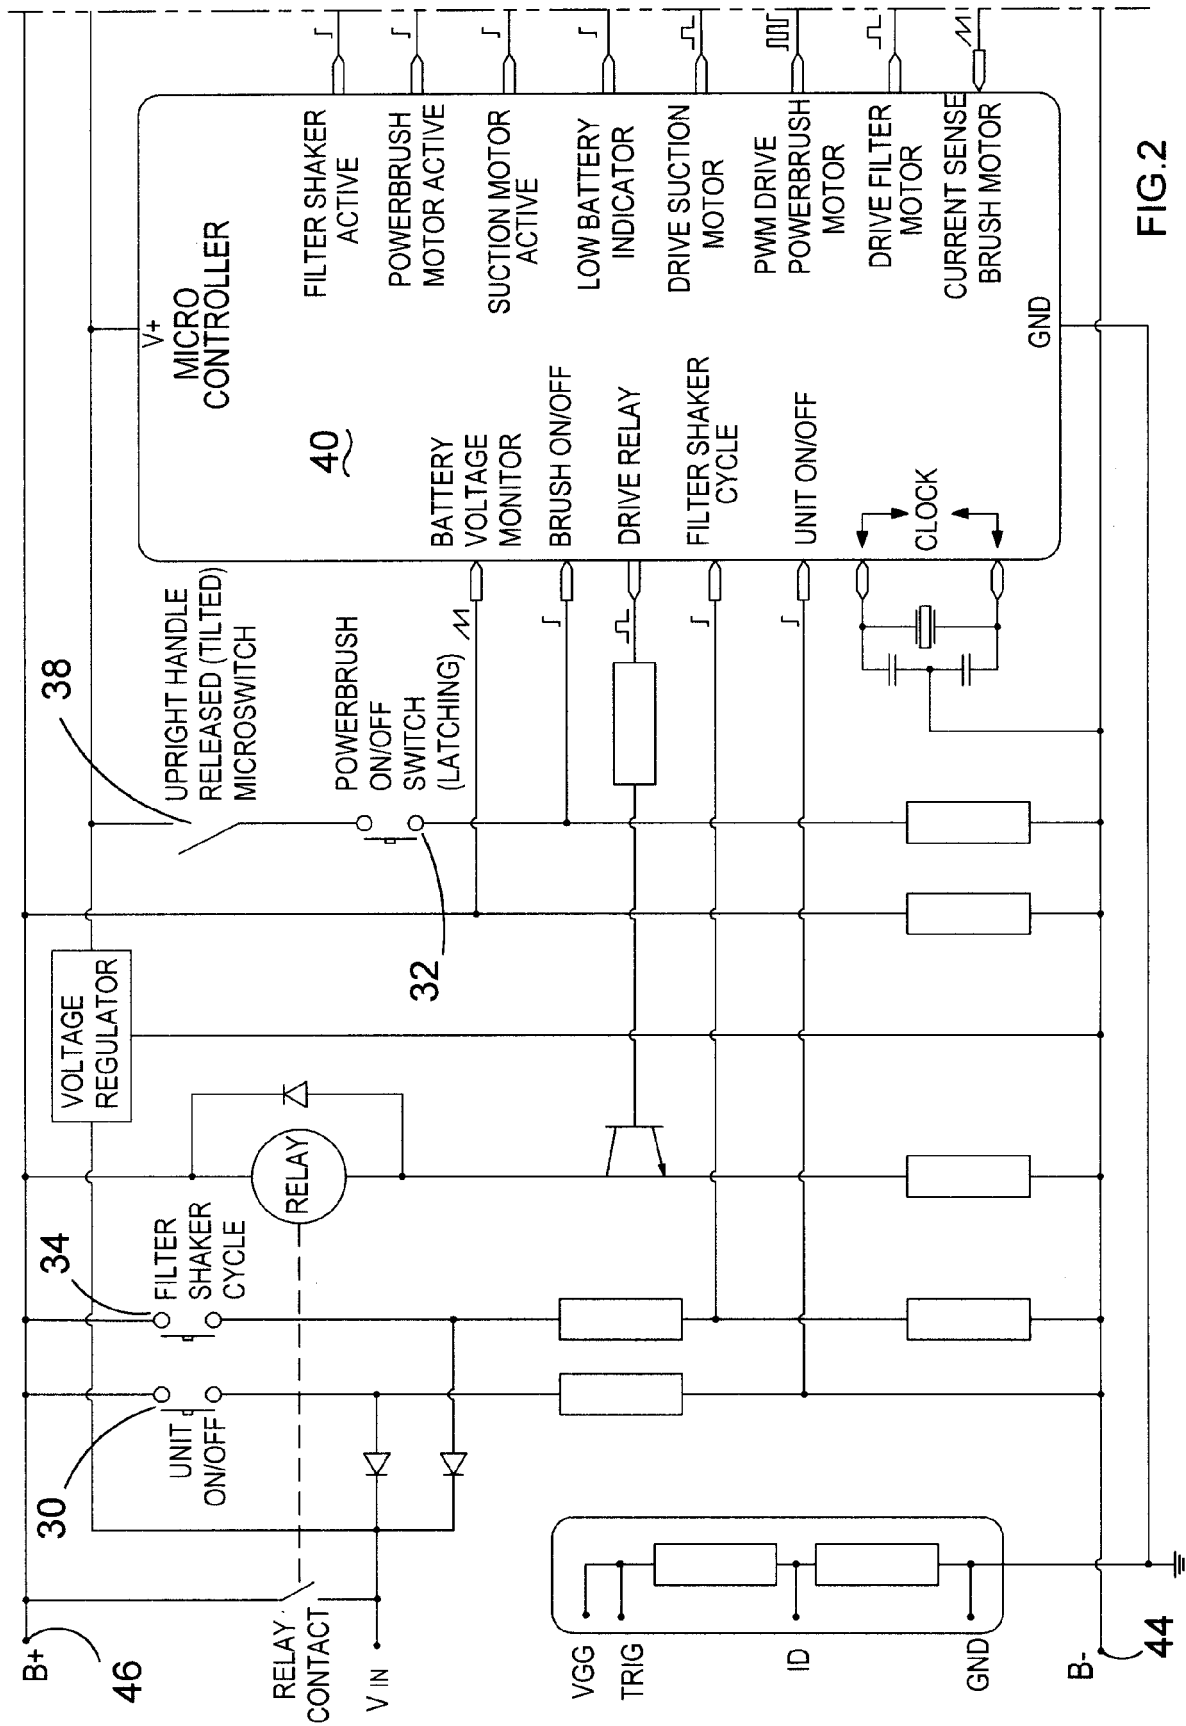 B+
46
RELAY
CONTACT
V IN
VGG
TRIG
ID
GND
B-
44
30
UNIT
ON/OFF
34
FILTER
SHAKER
CYCLE
RELAY
VOLTAGE
REGULATOR
32
38
UPRIGHT HANDLE
RELEASED (TILTED)
MICROSWITCH
POWERBRUSH
ON/OFF
SWITCH
(LATCHING)
V+
MICRO
CONTROLLER
40
BATTERY
VOLTAGE
MONITOR
BRUSH ON/OFF
DRIVE RELAY
FILTER SHAKER
CYCLE
UNIT ON/OFF
CLOCK
GND
FILTER SHAKER
ACTIVE
POWERBRUSH
MOTOR ACTIVE
SUCTION MOTOR
ACTIVE
LOW BATTERY
INDICATOR
DRIVE SUCTION
MOTOR
PWM DRIVE
POWERBRUSH
MOTOR
DRIVE FILTER
MOTOR
CURRENT SENSE
BRUSH MOTOR
FIG.2